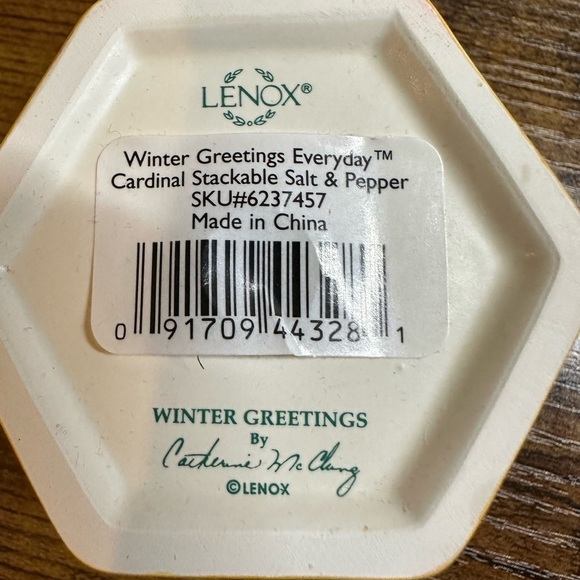 LENOX®
Winter Greetings Everyday™
Cardinal Stackable Salt & Pepper
SKU#6237457
Made in China
0 91709 44328 1
WINTER GREETINGS
By
Catherine McClung
©LENOX